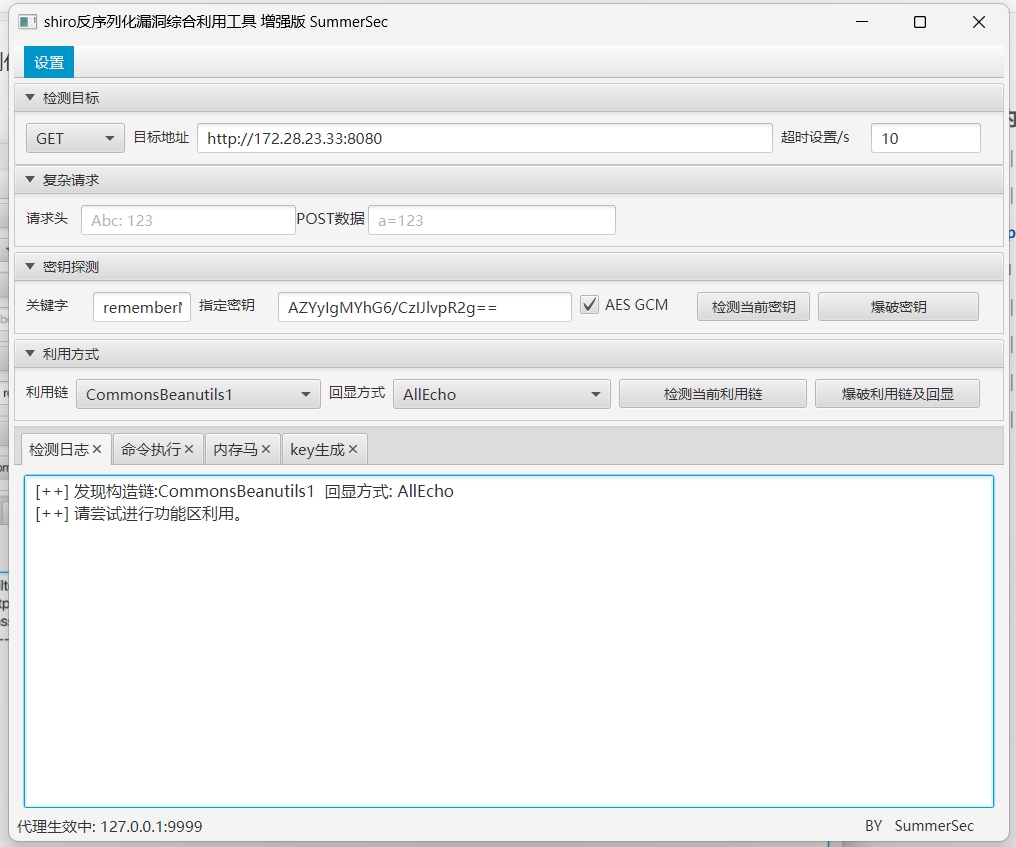 shiro反序列化漏洞综合利用工具 增强版 SummerSec
设置
检测目标
GET 目标地址 http://172.28.23.33:8080 超时设置/s 10
复杂请求
请求头 Abc: 123 POST数据 a=123
密钥探测
关键字 remember 指定密钥 AZYyIgMYhG6/CzIJlvpR2g== AES GCM 检测当前密钥 爆破密钥
利用方式
利用链 CommonsBeanutils1 回显方式 AllEcho 检测当前利用链 爆破利用链及回显
检测日志 命令执行 内存马 key生成
[++] 发现构造链:CommonsBeanutils1 回显方式: AllEcho
[++] 请尝试进行功能区利用。
代理生效中: 127.0.0.1:9999 BY SummerSec